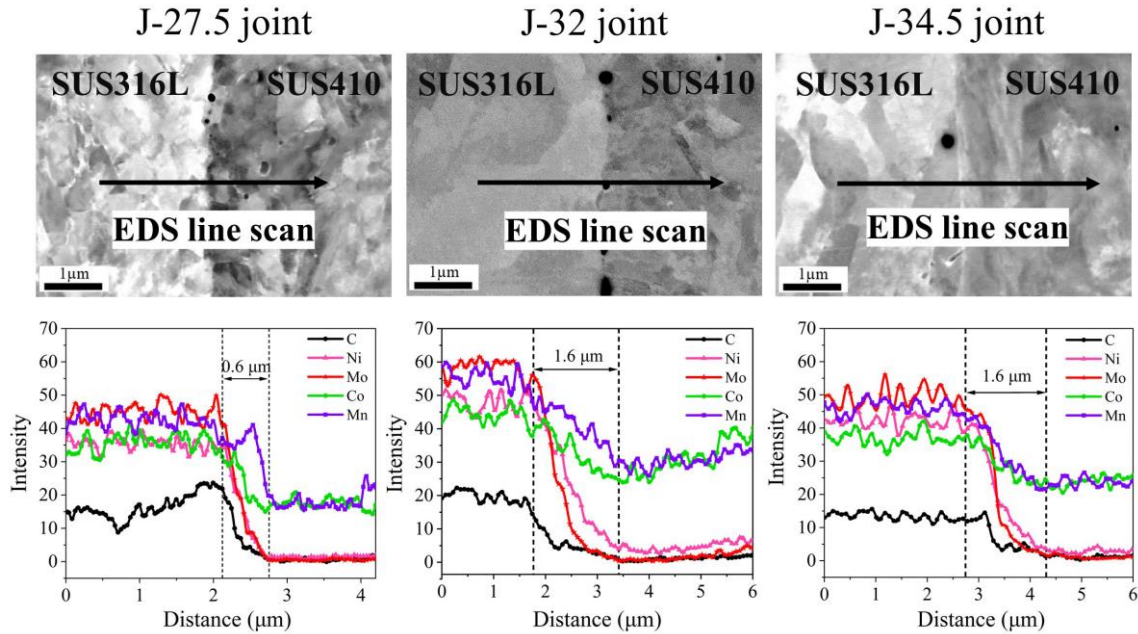 J-27.5 joint
J-32 joint
J-34.5 joint
SUS316L SUS410
EDS line scan
1μm
SUS316L SUS410
EDS line scan
1μm
SUS316L SUS410
EDS line scan
1μm
70
60
50
40
30
20
10
0
Intensity
0.6 μm
C
Ni
Mo
Co
Mn
0 1 2 3 4
Distance (μm)
70
60
50
40
30
20
10
0
Intensity
1.6 μm
C
Ni
Mo
Co
Mn
0 1 2 3 4 5 6
Distance (μm)
70
60
50
40
30
20
10
0
Intensity
1.6 μm
C
Ni
Mo
Co
Mn
0 1 2 3 4 5 6
Distance (μm)